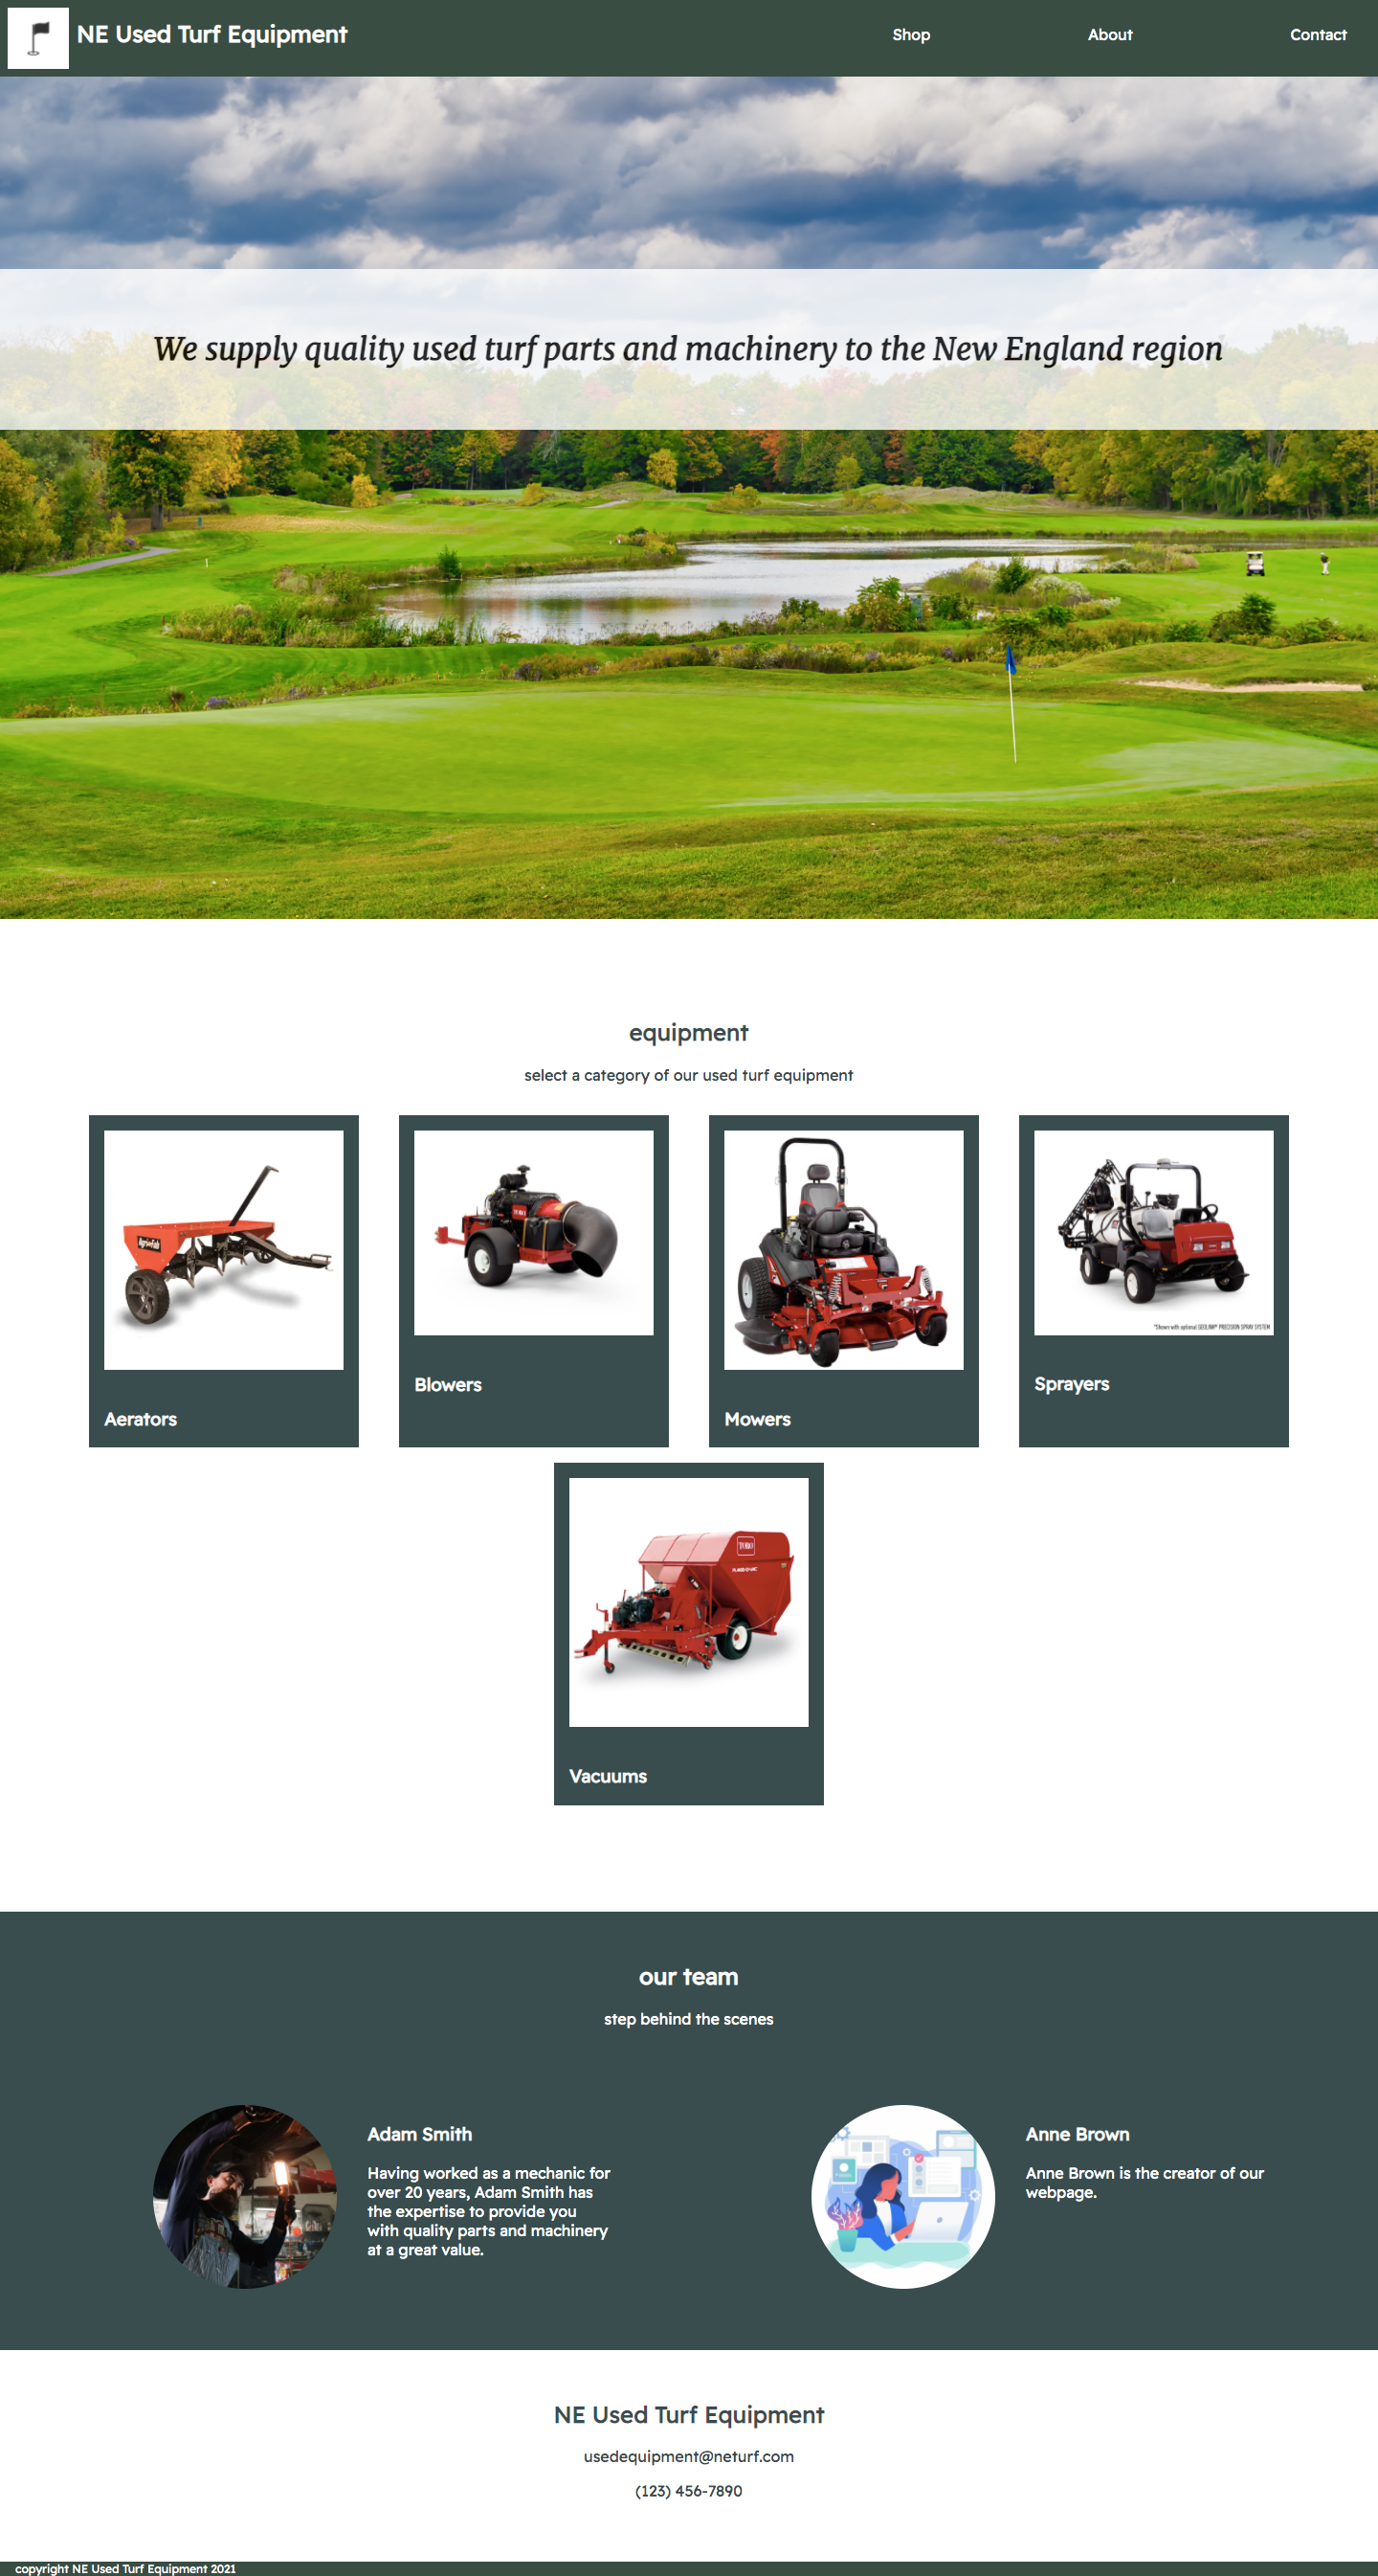 NE Used Turf Equipment
Shop
About
Contact
We supply quality used turf parts and machinery to the New England region
equipment
select a category of our used turf equipment
Agri-Fab
TORO
*Shown with optional GEOLINK® PRECISION SPRAY SYSTEM
Aerators
Blowers
Mowers
Sprayers
TORO
Vacuums
our team
step behind the scenes
Adam Smith
Having worked as a mechanic for
over 20 years, Adam Smith has
the expertise to provide you
with quality parts and machinery
at a great value.
Anne Brown
Anne Brown is the creator of our
webpage.
NE Used Turf Equipment
usedequipment@neturf.com
(123) 456-7890
copyright NE Used Turf Equipment 2021